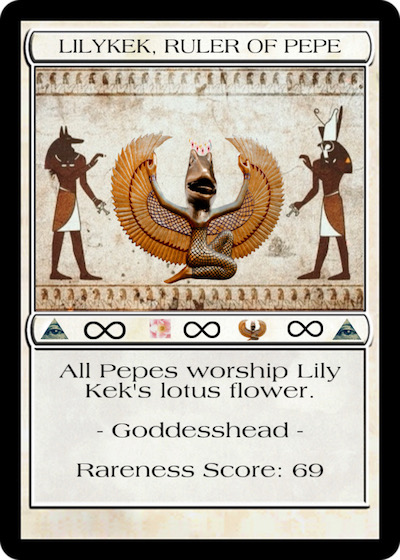 LILYKEK, RULER OF PEPE
∞ ∞ ∞
All Pepes worship Lily
Kek's lotus flower.
- Goddesshead -
Rareness Score: 69